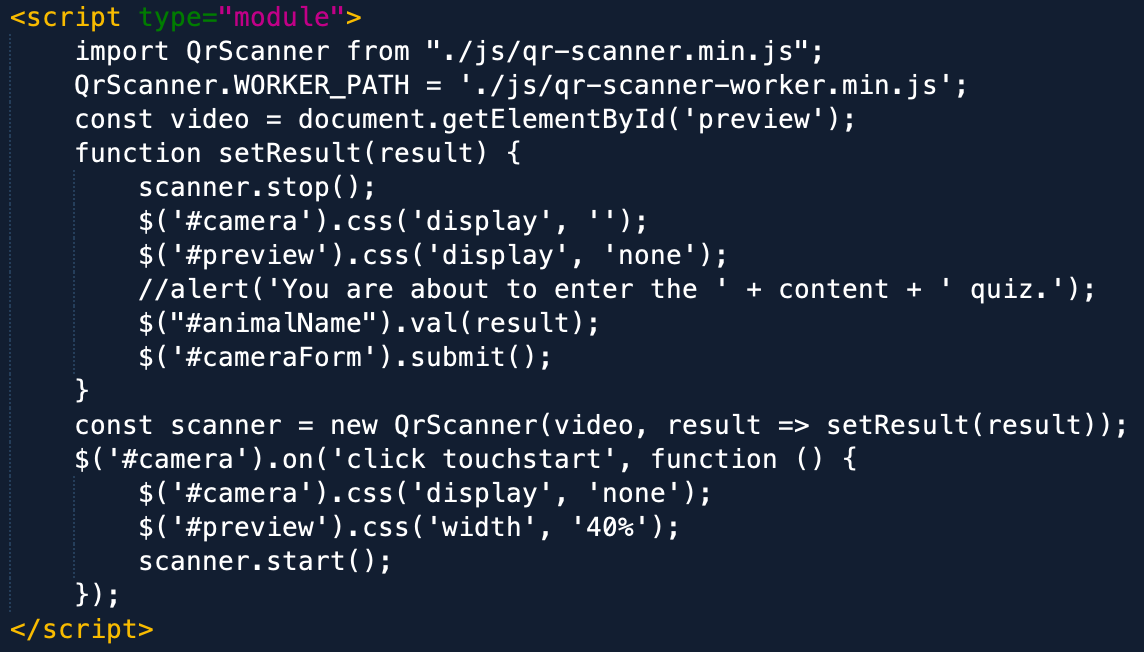 <script type="module">
    import QrScanner from "./js/qr-scanner.min.js";
    QrScanner.WORKER_PATH = './js/qr-scanner-worker.min.js';
    const video = document.getElementById('preview');
    function setResult(result) {
        scanner.stop();
        $('#camera').css('display', '');
        $('#preview').css('display', 'none');
        //alert('You are about to enter the ' + content + ' quiz.');
        $("#animalName").val(result);
        $('#cameraForm').submit();
    }
    const scanner = new QrScanner(video, result => setResult(result));
    $('#camera').on('click touchstart', function () {
        $('#camera').css('display', 'none');
        $('#preview').css('width', '40%');
        scanner.start();
    });
</script>